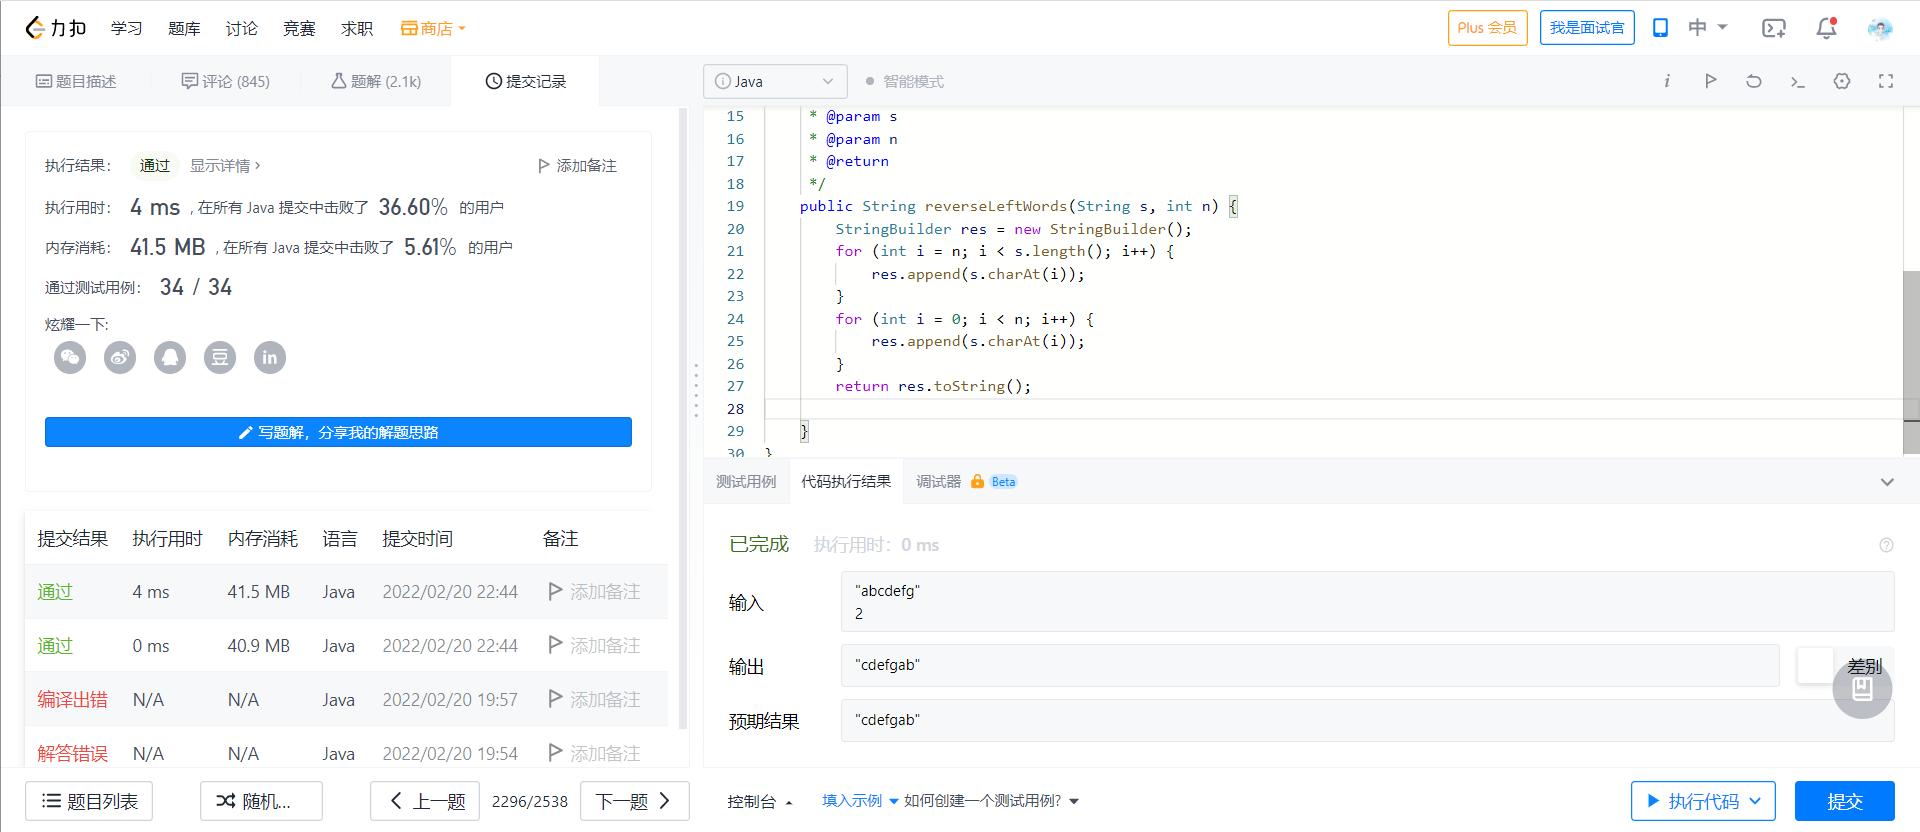 力扣 学习 题库 讨论 竞赛 求职 商店 Plus 会员 我是面试官 中
题目描述 评论 (845) 题解 (2.1k) 提交记录
执行结果： 通过 显示详情 > 添加备注
执行用时： 4 ms , 在所有 Java 提交中击败了 36.60% 的用户
内存消耗： 41.5 MB , 在所有 Java 提交中击败了 5.61% 的用户
通过测试用例： 34 / 34
炫耀一下:
豆 in
写题解，分享我的解题思路
提交结果 执行用时 内存消耗 语言 提交时间 备注
通过 4 ms 41.5 MB Java 2022/02/20 22:44 添加备注
通过 0 ms 40.9 MB Java 2022/02/20 22:44 添加备注
编译出错 N/A N/A Java 2022/02/20 19:57 添加备注
解答错误 N/A N/A Java 2022/02/20 19:54 添加备注
题目列表 随机... 上一题 2296/2538 下一题
Java 智能模式
15 * @param s
16 * @param n
17 * @return
18 */
19 public String reverseLeftWords(String s, int n) {
20 StringBuilder res = new StringBuilder();
21 for (int i = n; i < s.length(); i++) {
22 res.append(s.charAt(i));
23 }
24 for (int i = 0; i < n; i++) {
25 res.append(s.charAt(i));
26 }
27 return res.toString();
28
29 }
30 }
测试用例 代码执行结果 调试器 Beta
已完成 执行用时：0 ms
输入 "abcdefg"
2
输出 "cdefgab" 差别
预期结果 "cdefgab"
控制台 填入示例 如何创建一个测试用例? 执行代码 提交